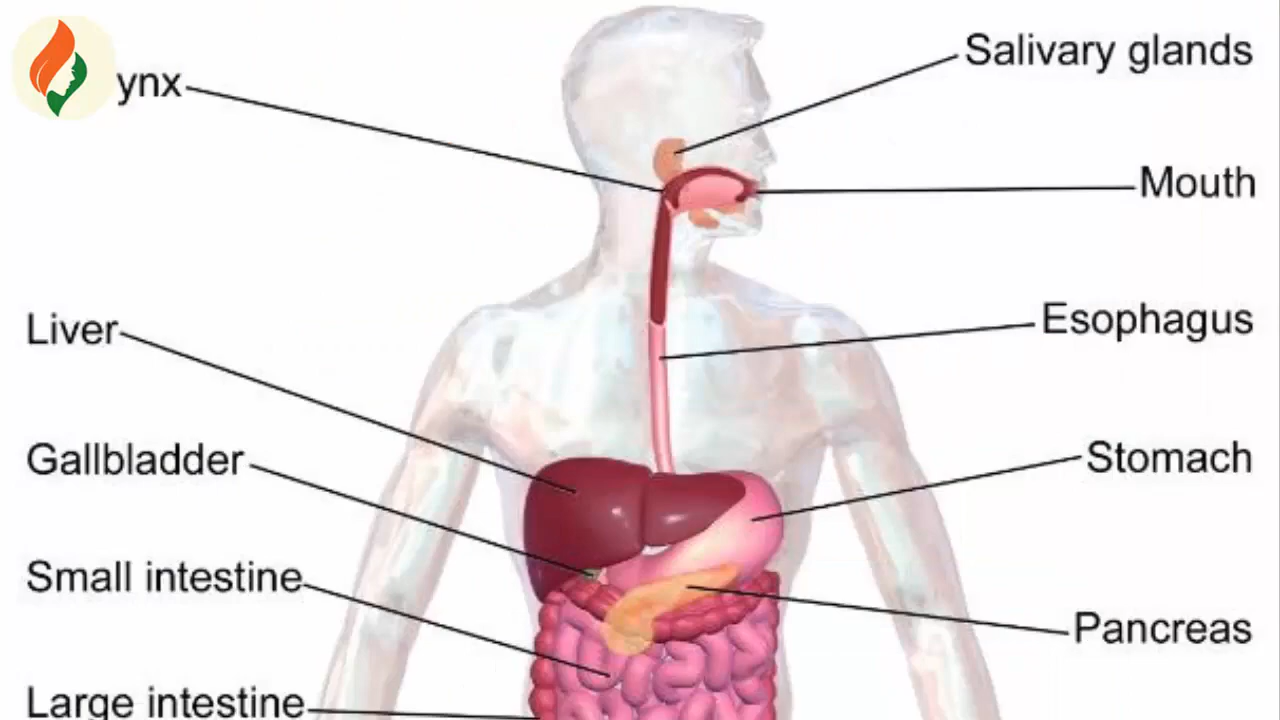 ynx
Salivary glands
Mouth
Liver
Esophagus
Gallbladder
Stomach
Small intestine
Pancreas
Large intestine